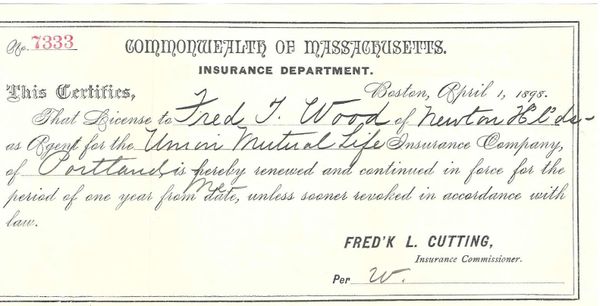 No. 7333
COMMONWEALTH OF MASSACHUSETTS.
INSURANCE DEPARTMENT.
This Certifies, Boston, April 1, 1898.
That License to Fred T. Wood of Newton H'l'ds-
as Agent for the Union Mutual Life Insurance Company,
of Portland Me is hereby renewed and continued in force for the
period of one year from date, unless sooner revoked in accordance with
law.
FRED'K L. CUTTING,
Insurance Commissioner.
Per W.